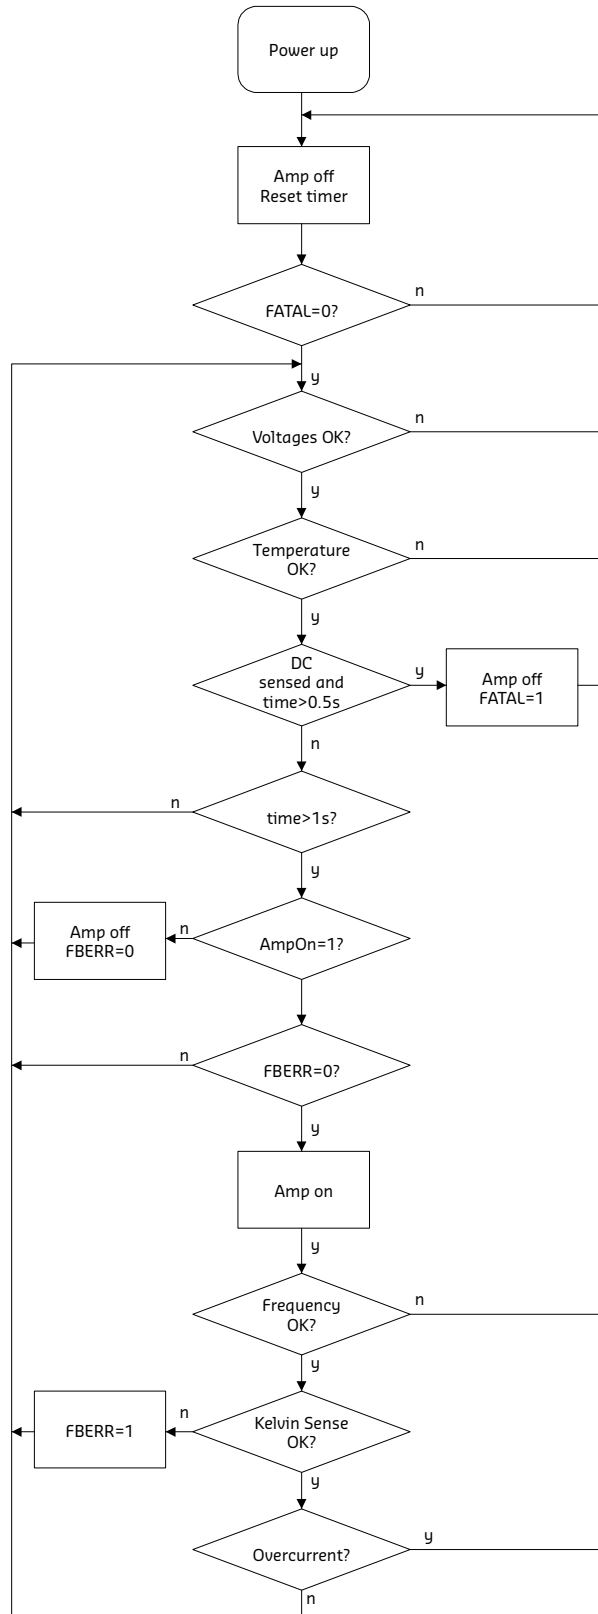 Power up
Amp off
Reset timer
n
FATAL=0?
y
n
Voltages OK?
y
n
Temperature
OK?
y
DC
sensed and
time>0.5s
y
Amp off
FATAL=1
n
n
time>1s?
y
Amp off
FBERR=0
n
AmpOn=1?
n
FBERR=0?
y
Amp on
y
n
Frequency
OK?
y
FBERR=1
n
Kelvin Sense
OK?
y
y
Overcurrent?
n